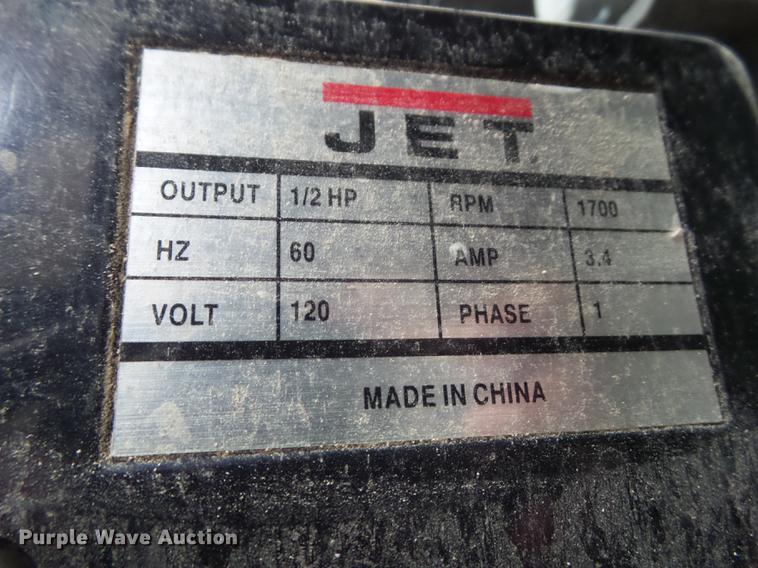 JET
OUTPUT 1/2 HP RPM 1700
HZ 60 AMP 3.4
VOLT 120 PHASE 1
MADE IN CHINA
Purple Wave Auction